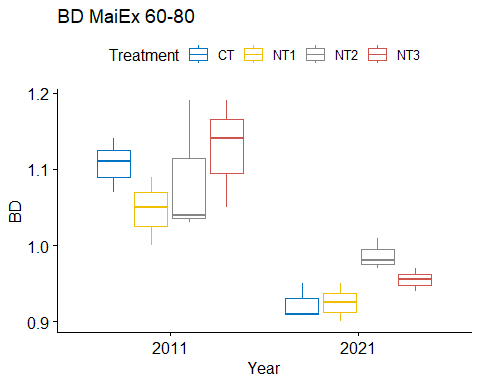 BD MaiEx 60-80
Treatment CT NT1 NT2 NT3
1.2
1.1
1.0
0.9
BD
2011 2021
Year